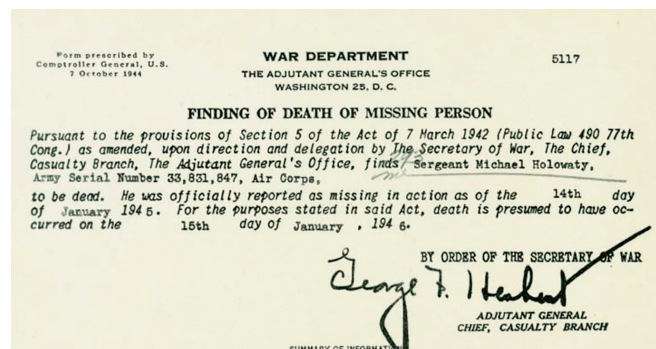 Form prescribed by
Comptroller General, U.S.
7 October 1944
WAR DEPARTMENT
THE ADJUTANT GENERAL'S OFFICE
WASHINGTON 25, D. C.
5117
FINDING OF DEATH OF MISSING PERSON
Pursuant to the provisions of Section 5 of the Act of 7 March 1942 (Public Law 490 77th
Cong.) as amended, upon direction and delegation by The Secretary of War, The Chief,
Casualty Branch, The Adjutant General's Office, finds Sergeant Michael Holowaty,
Army Serial Number 33,831,847, Air Corps,
to be dead. He was officially reported as missing in action as of the 14th day
of January 1945. For the purposes stated in said Act, death is presumed to have oc-
curred on the 15th day of January , 1946.
BY ORDER OF THE SECRETARY OF WAR
George F. Herbert
ADJUTANT GENERAL
CHIEF, CASUALTY BRANCH
SUMMARY OF INFORMATION